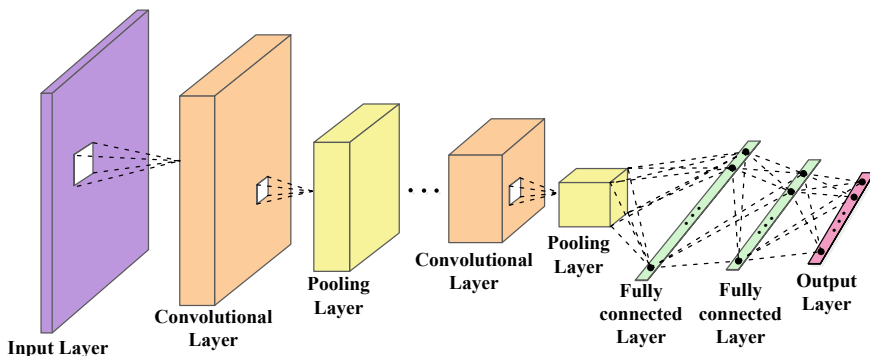 Input Layer
Convolutional
Layer
Pooling
Layer
...
Convolutional
Layer
Pooling
Layer
Fully
connected
Layer
Fully
connected
Layer
Output
Layer